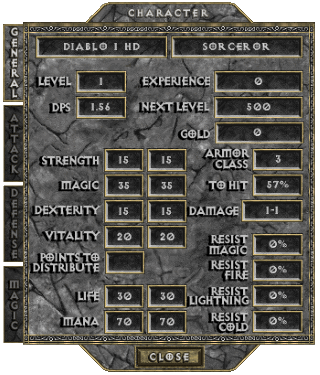 CHARACTER
DIABLO 1 HD SORCEROR
LEVEL 1 EXPERIENCE 0
DPS 1.56 NEXT LEVEL 500
GOLD 0
STRENGTH 15 15 ARMOR CLASS 3
MAGIC 35 35 TO HIT 57%
DEXTERITY 15 15 DAMAGE 1-1
VITALITY 20 20 RESIST MAGIC 0%
POINTS TO DISTRIBUTE RESIST FIRE 0%
LIFE 30 30 RESIST LIGHTNING 0%
MANA 70 70 RESIST COLD 0%
CLOSE
GENERAL
ATTACK
DEFENSE
MAGIC